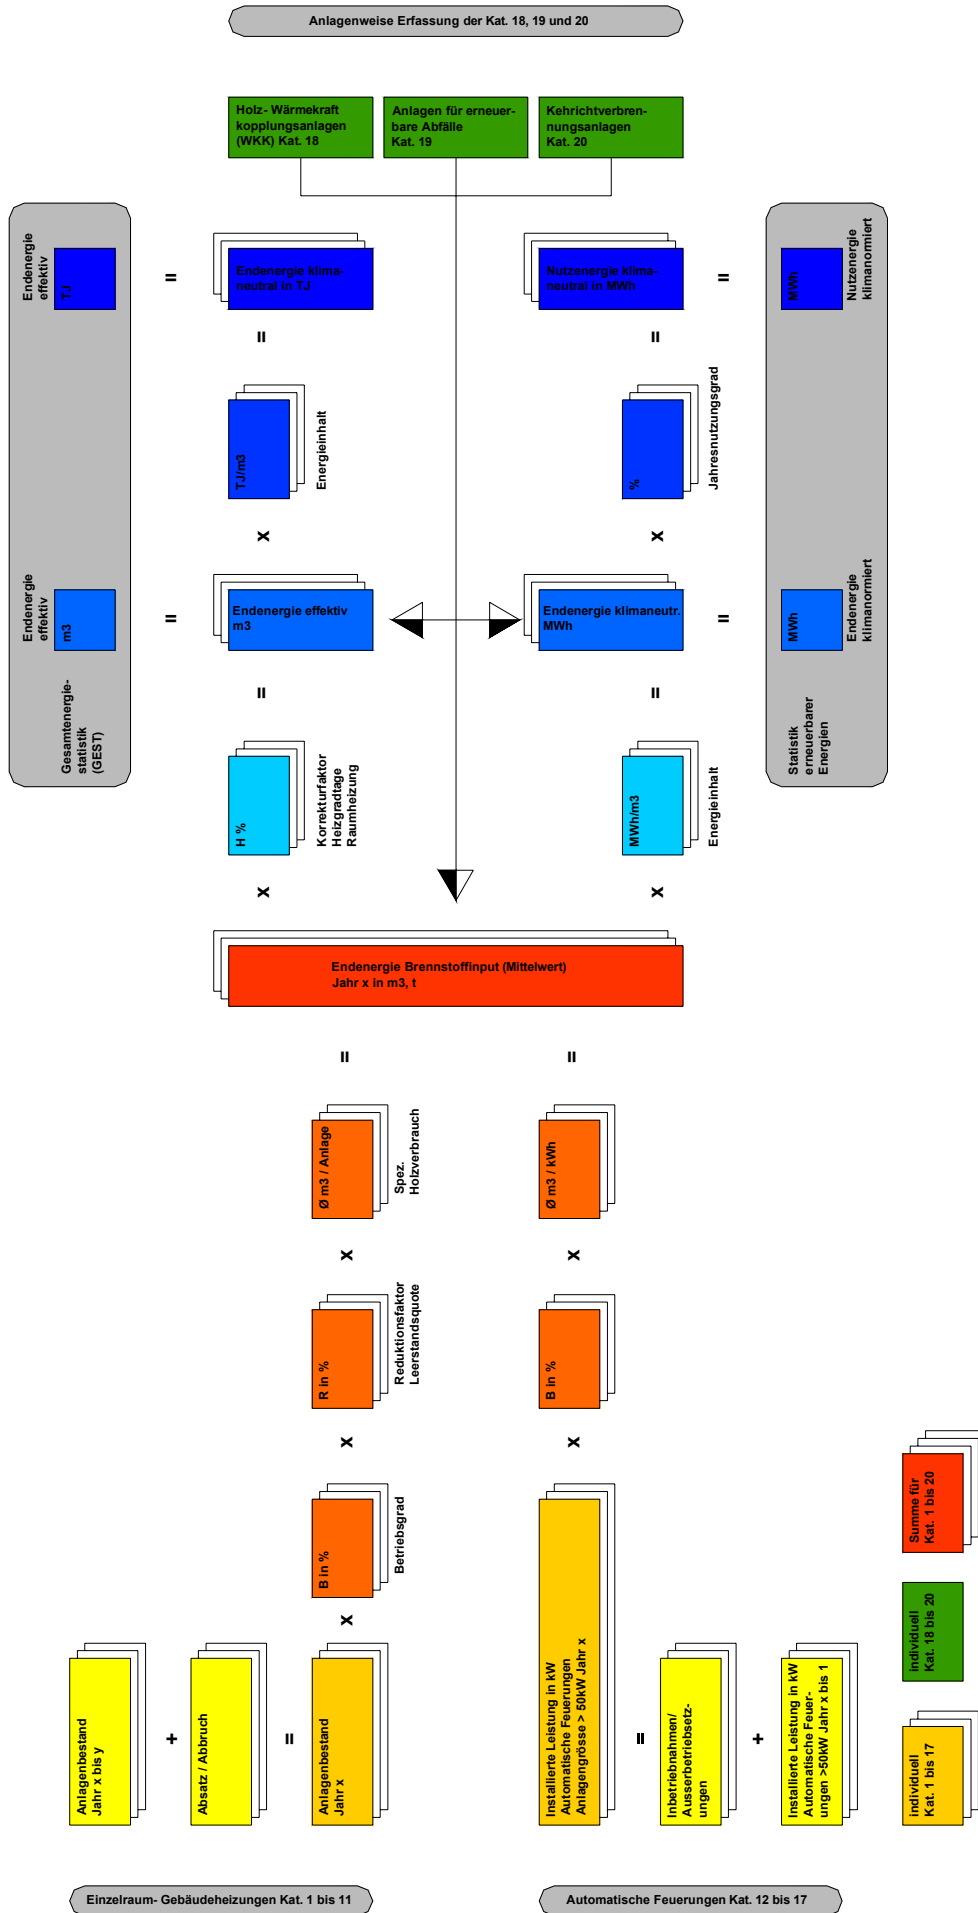 Anlagenweise Erfassung der Kat. 18, 19 und 20
Holz- Wärmekraft
kopplungsanlagen
(WKK) Kat. 18
Anlagen für erneuer-
bare Abfälle
Kat. 19
Kehrichtverbren-
nungsanlagen
Kat. 20
Endenergie
effektiv
TJ
=
Endenergie klima-
neutral in TJ
Nutzenergie klima-
neutral in MWh
=
MWh
Nutzenergie
klimanormiert
=
=
TJ/m3
Energieinhalt
%
Jahresnutzungsgrad
x
x
Endenergie
effektiv
m3
=
Endenergie effektiv
m3
Endenergie klimaneutr.
MWh
=
MWh
Endenergie
klimanormiert
Gesamtenergie-
statistik
(GEST)
=
=
Statistik
erneuerbarer
Energien
H %
Korrekturfaktor
Heizgradtage
Raumheizung
MWh/m3
Energieinhalt
x
x
Endenergie Brennstoffinput (Mittelwert)
Jahr x in m3, t
=
=
Ø m3 / Anlage
Spez.
Holzverbrauch
Ø m3 / kWh
x
x
R in %
Reduktionsfaktor
Leerstandsquote
B in %
x
x
B in %
Betriebsgrad
x
Anlagenbestand
Jahr x bis y
+
Absatz / Abbruch
=
Anlagenbestand
Jahr x
Installierte Leistung in kW
Automatische Feuerungen
Anlagengrösse > 50kW Jahr x
=
Inbetriebnahmen/
Ausserbetriebsetz-
ungen
+
Installierte Leistung in kW
Automatische Feuer-
ungen >50kW Jahr x bis 1
Summe für
Kat. 1 bis 20
individuell
Kat. 18 bis 20
individuell
Kat. 1 bis 17
Einzelraum- Gebäudeheizungen Kat. 1 bis 11
Automatische Feuerungen Kat. 12 bis 17